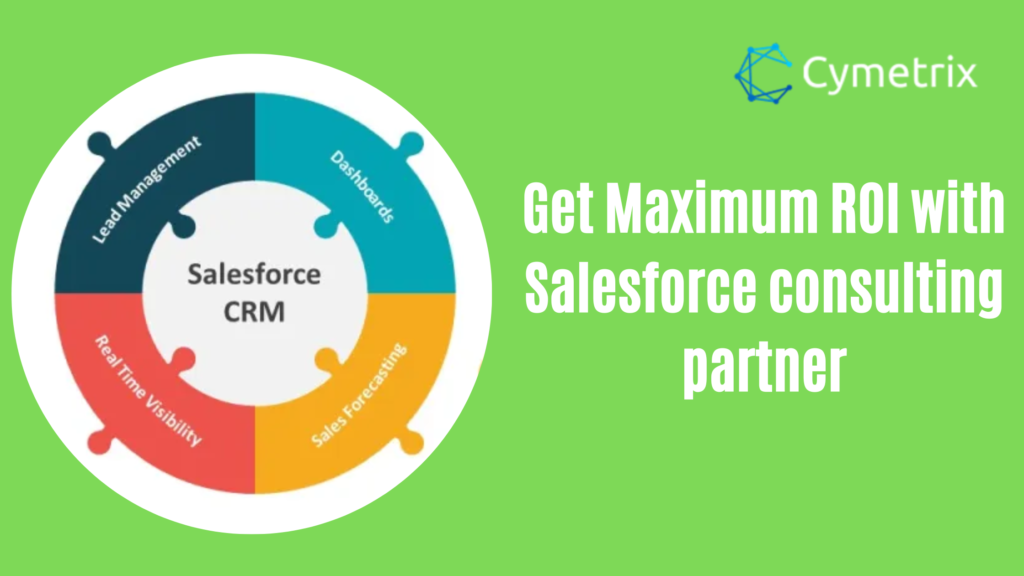 Cymetrix
Lead Management
Dashboards
Salesforce
CRM
Real Time Visibility
Sales Forecasting
Get Maximum ROI with
Salesforce consulting
partner